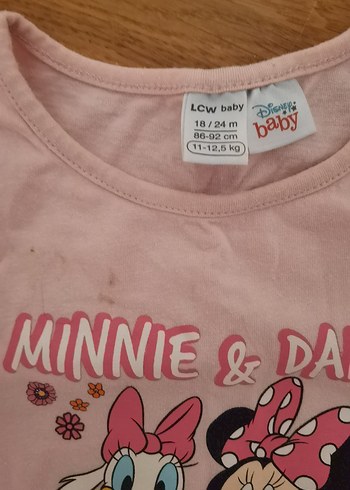 LCW baby
18 / 24 m
86-92 cm
11-12,5 kg
Disney
baby
MINNIE & DA